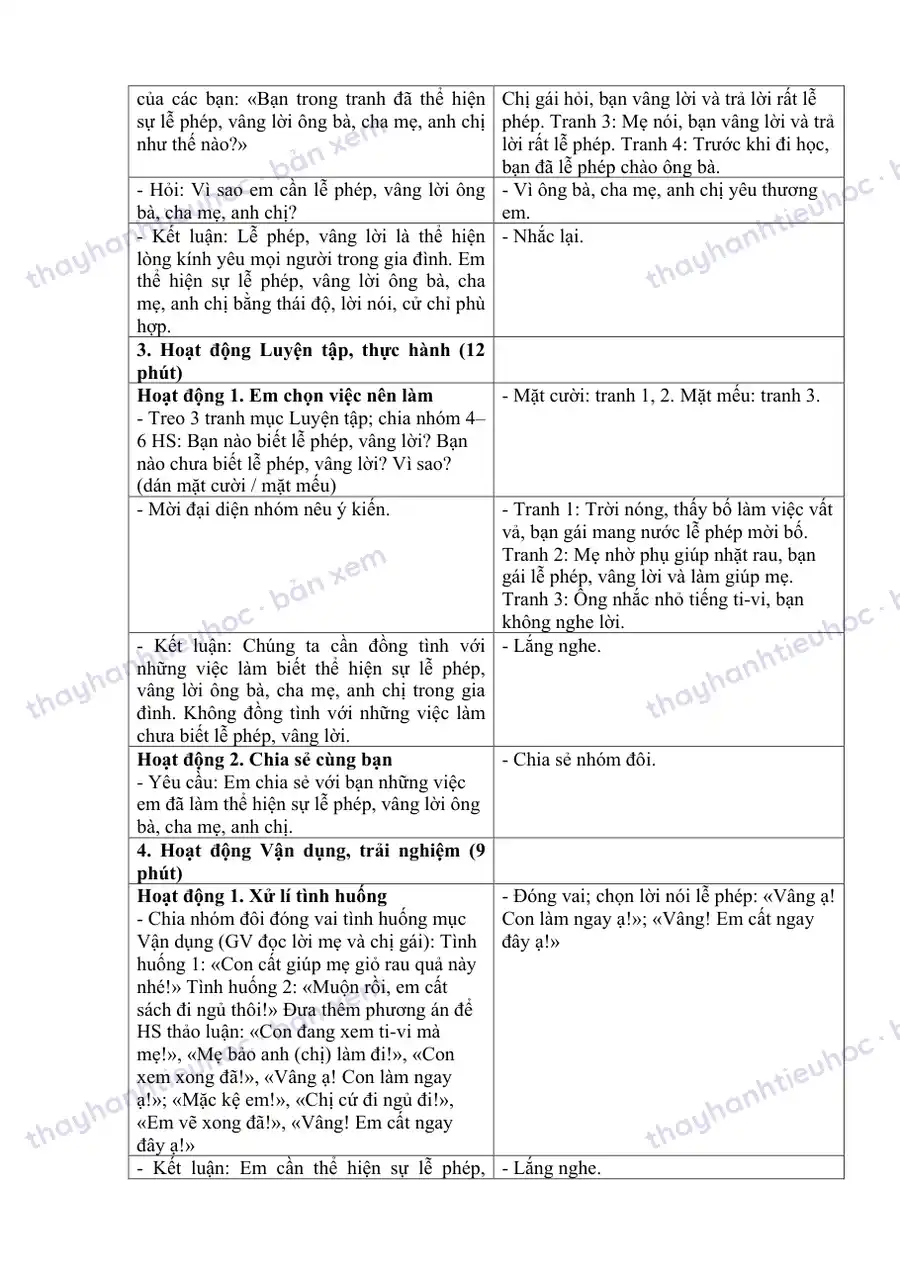 của các bạn: «Bạn trong tranh đã thể hiện
sự lễ phép, vâng lời ông bà, cha mẹ, anh chị
như thế nào?»
Chị gái hỏi, bạn vâng lời và trả lời rất lễ
phép. Tranh 3: Mẹ nói, bạn vâng lời và trả
lời rất lễ phép. Tranh 4: Trước khi đi học,
bạn đã lễ phép chào ông bà.
- Hỏi: Vì sao em cần lễ phép, vâng lời ông
bà, cha mẹ, anh chị?
- Vì ông bà, cha mẹ, anh chị yêu thương
em.
- Kết luận: Lễ phép, vâng lời là thể hiện
lòng kính yêu mọi người trong gia đình. Em
thể hiện sự lễ phép, vâng lời ông bà, cha
mẹ, anh chị bằng thái độ, lời nói, cử chỉ phù
hợp.
- Nhắc lại.
3. Hoạt động Luyện tập, thực hành (12
phút)
Hoạt động 1. Em chọn việc nên làm
- Treo 3 tranh mục Luyện tập; chia nhóm 4–
6 HS: Bạn nào biết lễ phép, vâng lời? Bạn
nào chưa biết lễ phép, vâng lời? Vì sao?
(dán mặt cười / mặt mếu)
- Mặt cười: tranh 1, 2. Mặt mếu: tranh 3.
- Mời đại diện nhóm nêu ý kiến.
- Tranh 1: Trời nóng, thấy bố làm việc vất
vả, bạn gái mang nước lễ phép mời bố.
Tranh 2: Mẹ nhờ phụ giúp nhặt rau, bạn
gái lễ phép, vâng lời và làm giúp mẹ.
Tranh 3: Ông nhắc nhỏ tiếng ti-vi, bạn
không nghe lời.
- Kết luận: Chúng ta cần đồng tình với
những việc làm biết thể hiện sự lễ phép,
vâng lời ông bà, cha mẹ, anh chị trong gia
đình. Không đồng tình với những việc làm
chưa biết lễ phép, vâng lời.
- Lắng nghe.
Hoạt động 2. Chia sẻ cùng bạn
- Yêu cầu: Em chia sẻ với bạn những việc
em đã làm thể hiện sự lễ phép, vâng lời ông
bà, cha mẹ, anh chị.
- Chia sẻ nhóm đôi.
4. Hoạt động Vận dụng, trải nghiệm (9
phút)
Hoạt động 1. Xử lí tình huống
- Chia nhóm đôi đóng vai tình huống mục
Vận dụng (GV đọc lời mẹ và chị gái): Tình
huống 1: «Con cất giúp mẹ giỏ rau quả này
nhé!» Tình huống 2: «Muộn rồi, em cất
sách đi ngủ thôi!» Đưa thêm phương án để
HS thảo luận: «Con đang xem ti-vi mà
mẹ!», «Mẹ bảo anh (chị) làm đi!», «Con
xem xong đã!», «Vâng ạ! Con làm ngay
ạ!»; «Mặc kệ em!», «Chị cứ đi ngủ đi!»,
«Em vẽ xong đã!», «Vâng! Em cất ngay
đây ạ!»
- Đóng vai; chọn lời nói lễ phép: «Vâng ạ!
Con làm ngay ạ!»; «Vâng! Em cất ngay
đây ạ!»
- Kết luận: Em cần thể hiện sự lễ phép,
- Lắng nghe.
thayhanhtieuhoc · bản xem
thayhanhtieuhoc · b
thayhanhtieuhoc · bản xem
thayhanhtieuhoc · b
thayhanhtieuhoc · bản xem
thayhanhtieuhoc · b